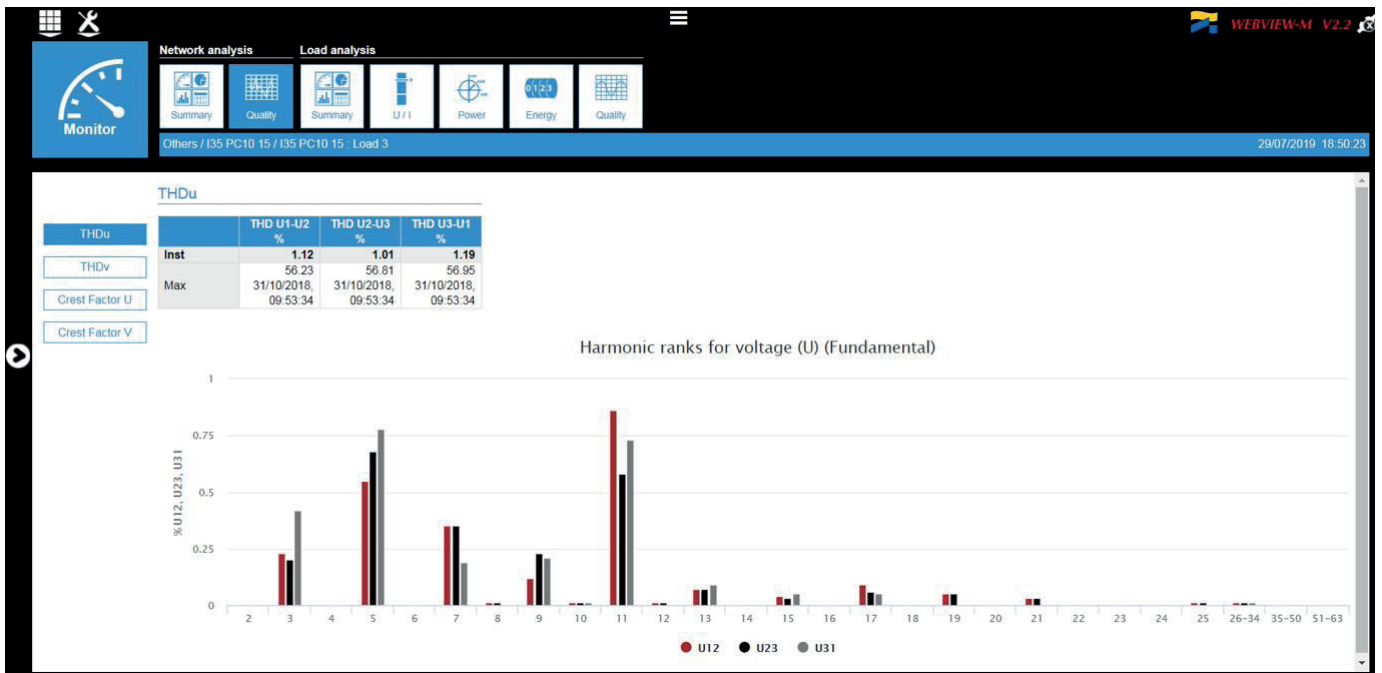 WEBVIEW-M V2.2
Network analysis Load analysis
Monitor
Summary Quality Summary U / I Power Energy Quality
0 1 2 3
Others / I35 PC10 15 / I35 PC10 15 : Load 3 29/07/2019 18:50:23
THDu
THDu
THDv
Crest Factor U
Crest Factor V
THD U1-U2 % THD U2-U3 % THD U3-U1 %
Inst 1.12 1.01 1.19
Max 56.23 31/10/2018, 09:53:34 56.81 31/10/2018, 09:53:34 56.95 31/10/2018, 09:53:34
Harmonic ranks for voltage (U) (Fundamental)
% U12, U23, U31
1
0.75
0.5
0.25
0
2 3 4 5 6 7 8 9 10 11 12 13 14 15 16 17 18 19 20 21 22 23 24 25 26-34 35-50 51-63
U12 U23 U31